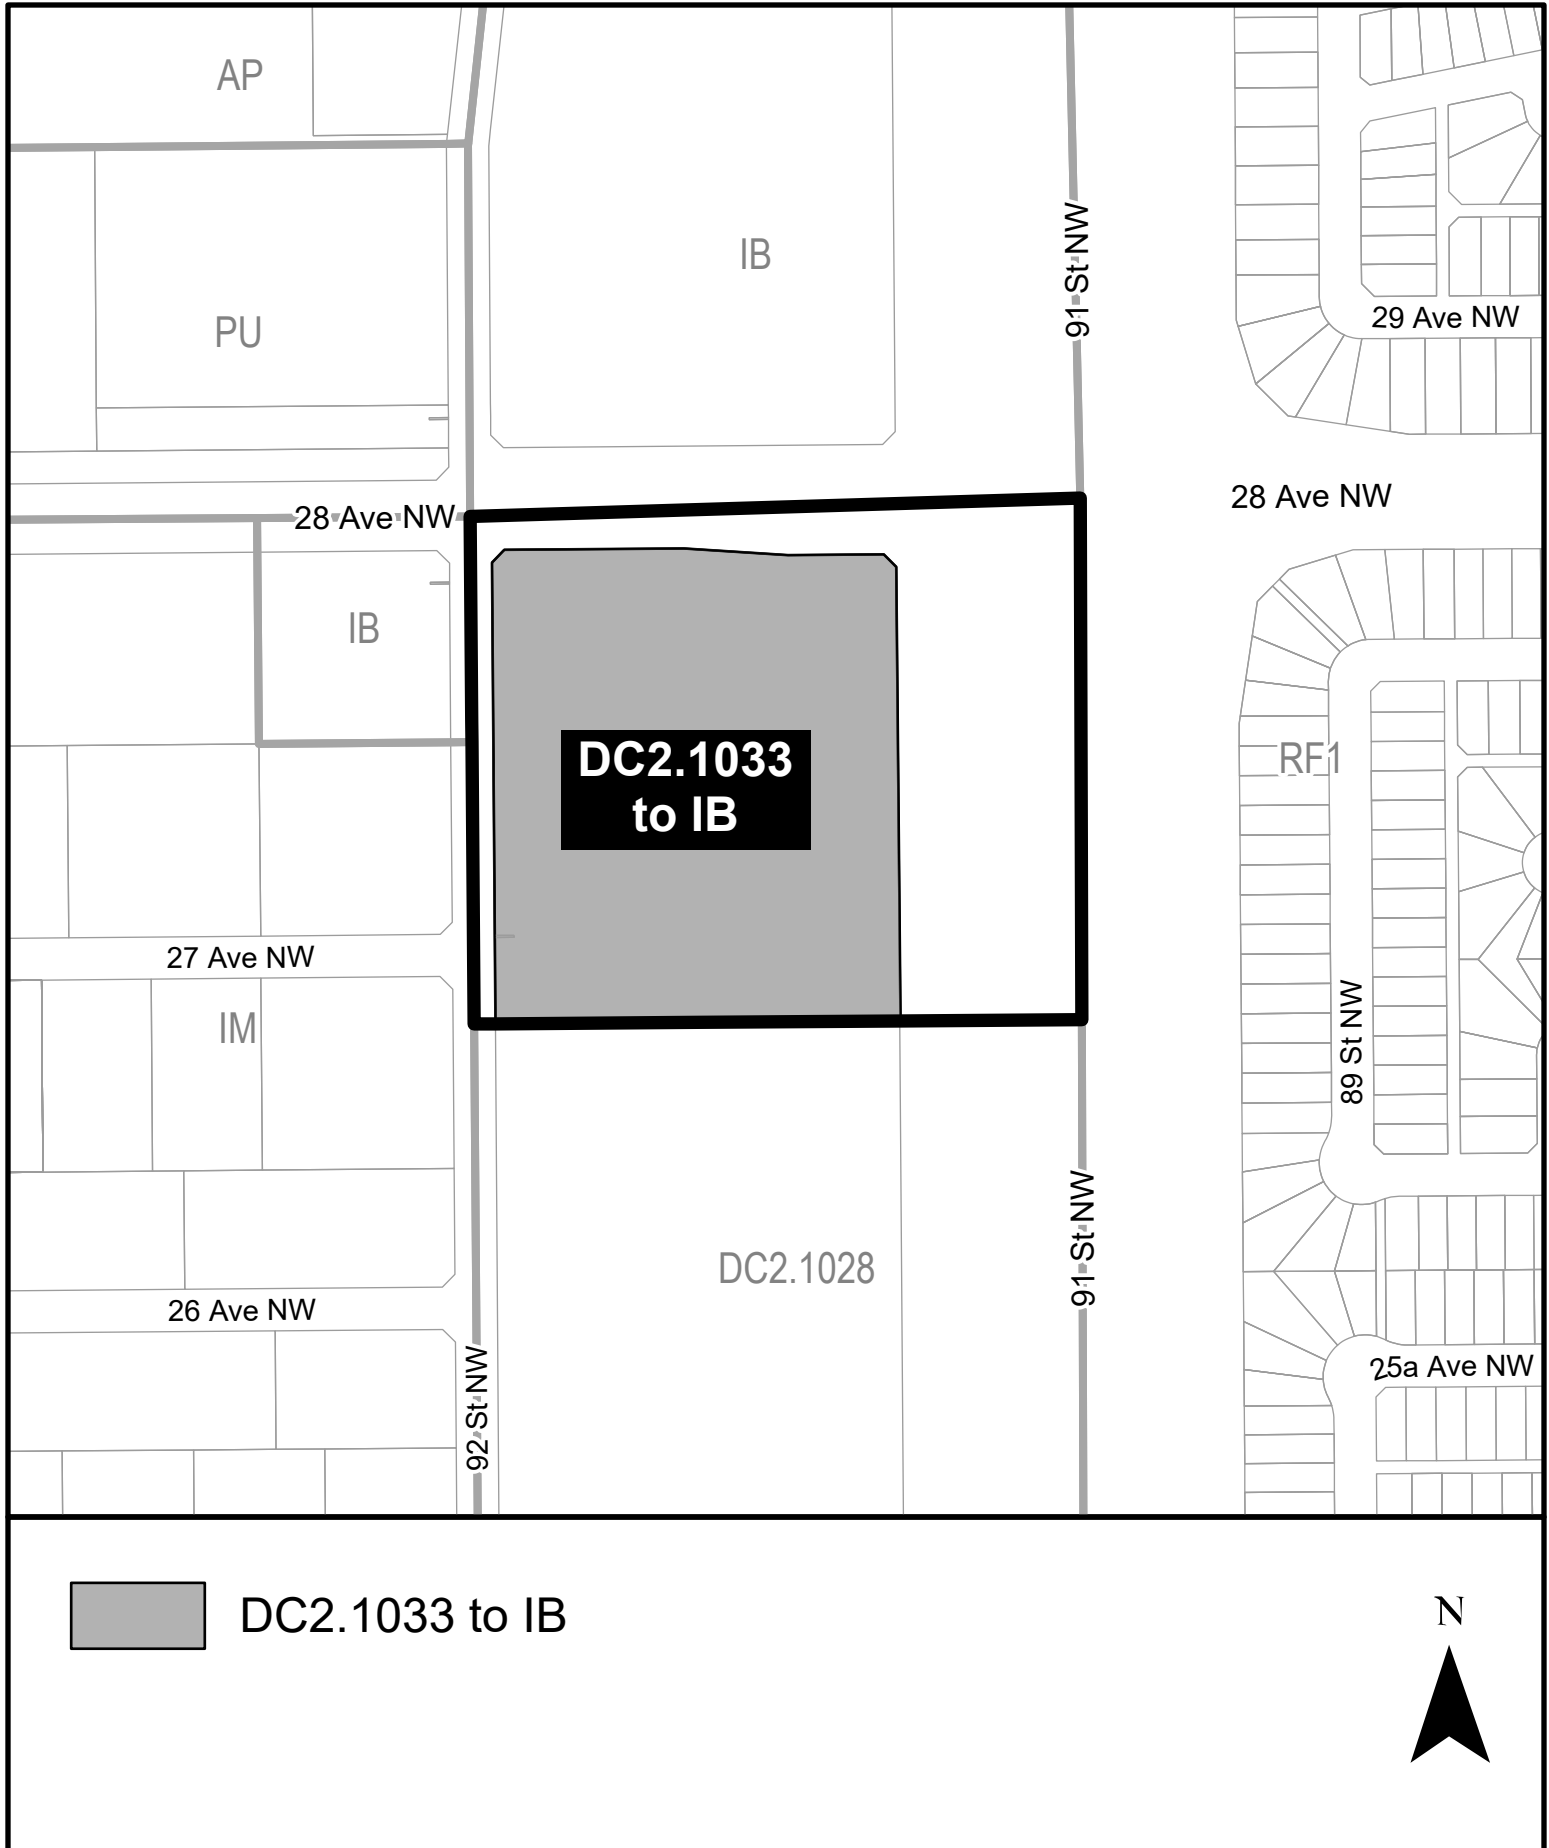 AP
IB
91 St NW
PU
29 Ave NW
28 Ave NW
28 Ave NW
IB
DC2.1033
to IB
RF1
27 Ave NW
IM
89 St NW
DC2.1028
91 St NW
26 Ave NW
92 St NW
25a Ave NW
DC2.1033 to IB
N